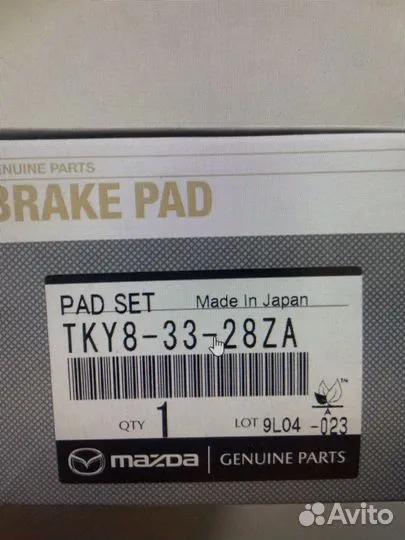 GENUINE PARTS
BRAKE PAD
PAD SET Made In Japan
TKY8-33-28ZA
QTY 1 LOT 9L04 -023
A
mazda GENUINE PARTS
Avito